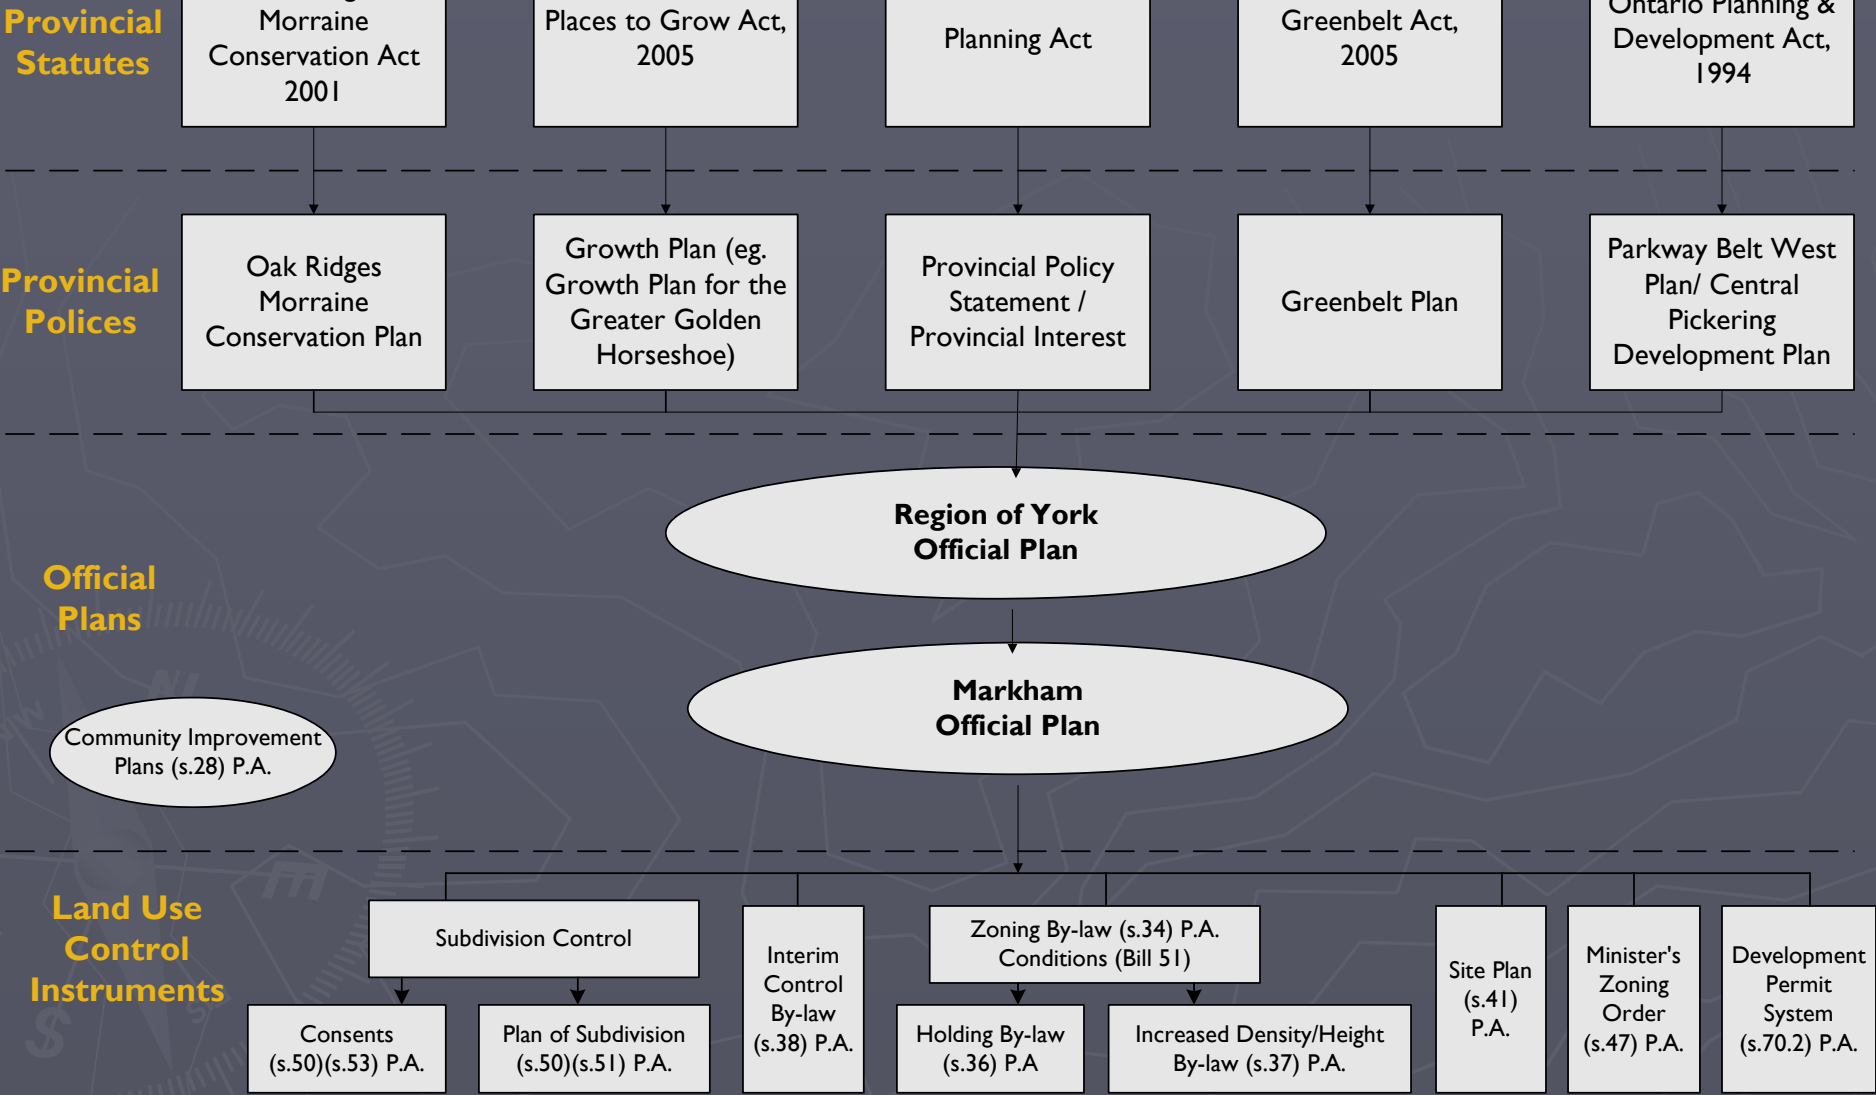 Provincial
Statutes
Morraine
Conservation Act
2001
Places to Grow Act,
2005
Planning Act
Greenbelt Act,
2005
Ontario Planning &
Development Act,
1994
Provincial
Polices
Oak Ridges
Morraine
Conservation Plan
Growth Plan (eg.
Growth Plan for the
Greater Golden
Horseshoe)
Provincial Policy
Statement /
Provincial Interest
Greenbelt Plan
Parkway Belt West
Plan/ Central
Pickering
Development Plan
Official
Plans
Region of York
Official Plan
Markham
Official Plan
Community Improvement
Plans (s.28) P.A.
Land Use
Control
Instruments
Subdivision Control
Consents
(s.50)(s.53) P.A.
Plan of Subdivision
(s.50)(s.51) P.A.
Interim
Control
By-law
(s.38) P.A.
Zoning By-law (s.34) P.A.
Conditions (Bill 51)
Holding By-law
(s.36) P.A
Increased Density/Height
By-law (s.37) P.A.
Site Plan
(s.41)
P.A.
Minister's
Zoning
Order
(s.47) P.A.
Development
Permit
System
(s.70.2) P.A.